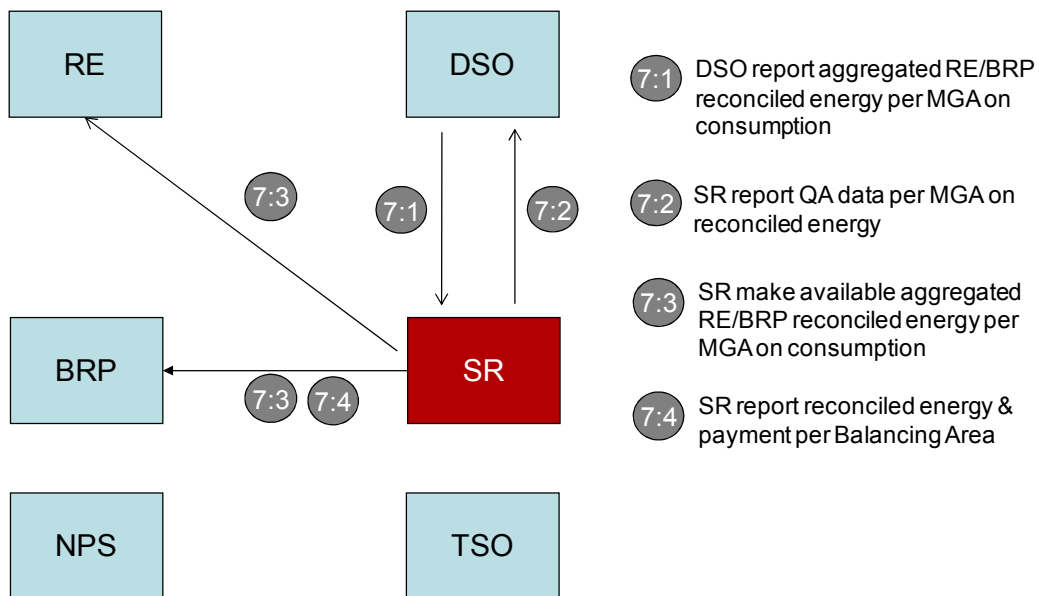 RE
DSO
7:1
DSO report aggregated RE/BRP
reconciled energy per MGA on
consumption
7:3
7:1
7:2
7:2
SR report QA data per MGA on
reconciled energy
7:3
SR make available aggregated
RE/BRP reconciled energy per
MGA on consumption
BRP
SR
7:3
7:4
7:4
SR report reconciled energy &
payment per Balancing Area
NPS
TSO